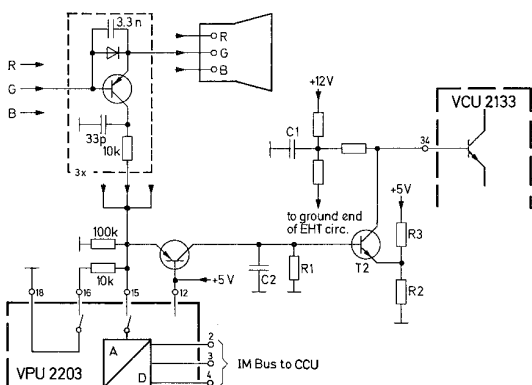 3.3 n
R
G
B
R
G
B
33p
10k
3x
+12V
C1
34
VCU 2133
to ground end
of EHT circ.
+5V
R3
T2
R2
100k
10k
+5V
C2
R1
18
16
15
12
VPU 2203
A
D
2
3
4
IM Bus to CCU